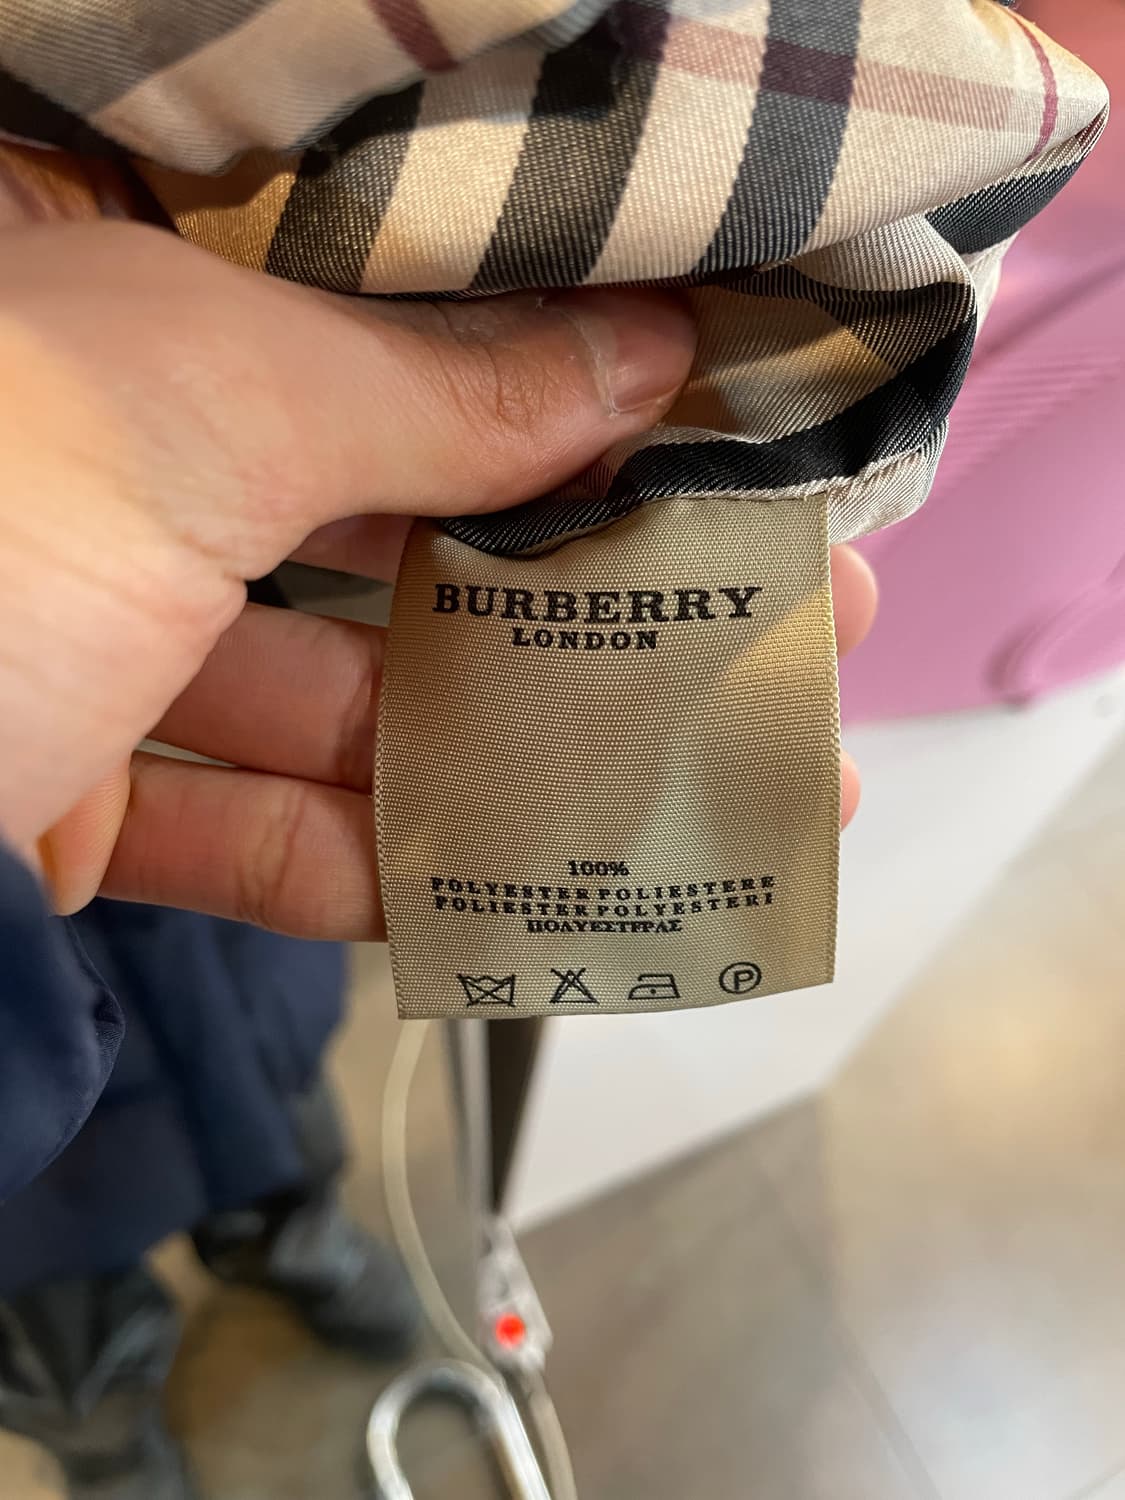 BURBERRY
LONDON
100%
POLYESTER POLIESTERE
POLIESTER POLYESTERI
ΠΟΛΥΕΣΤΕΡΑΣ
P